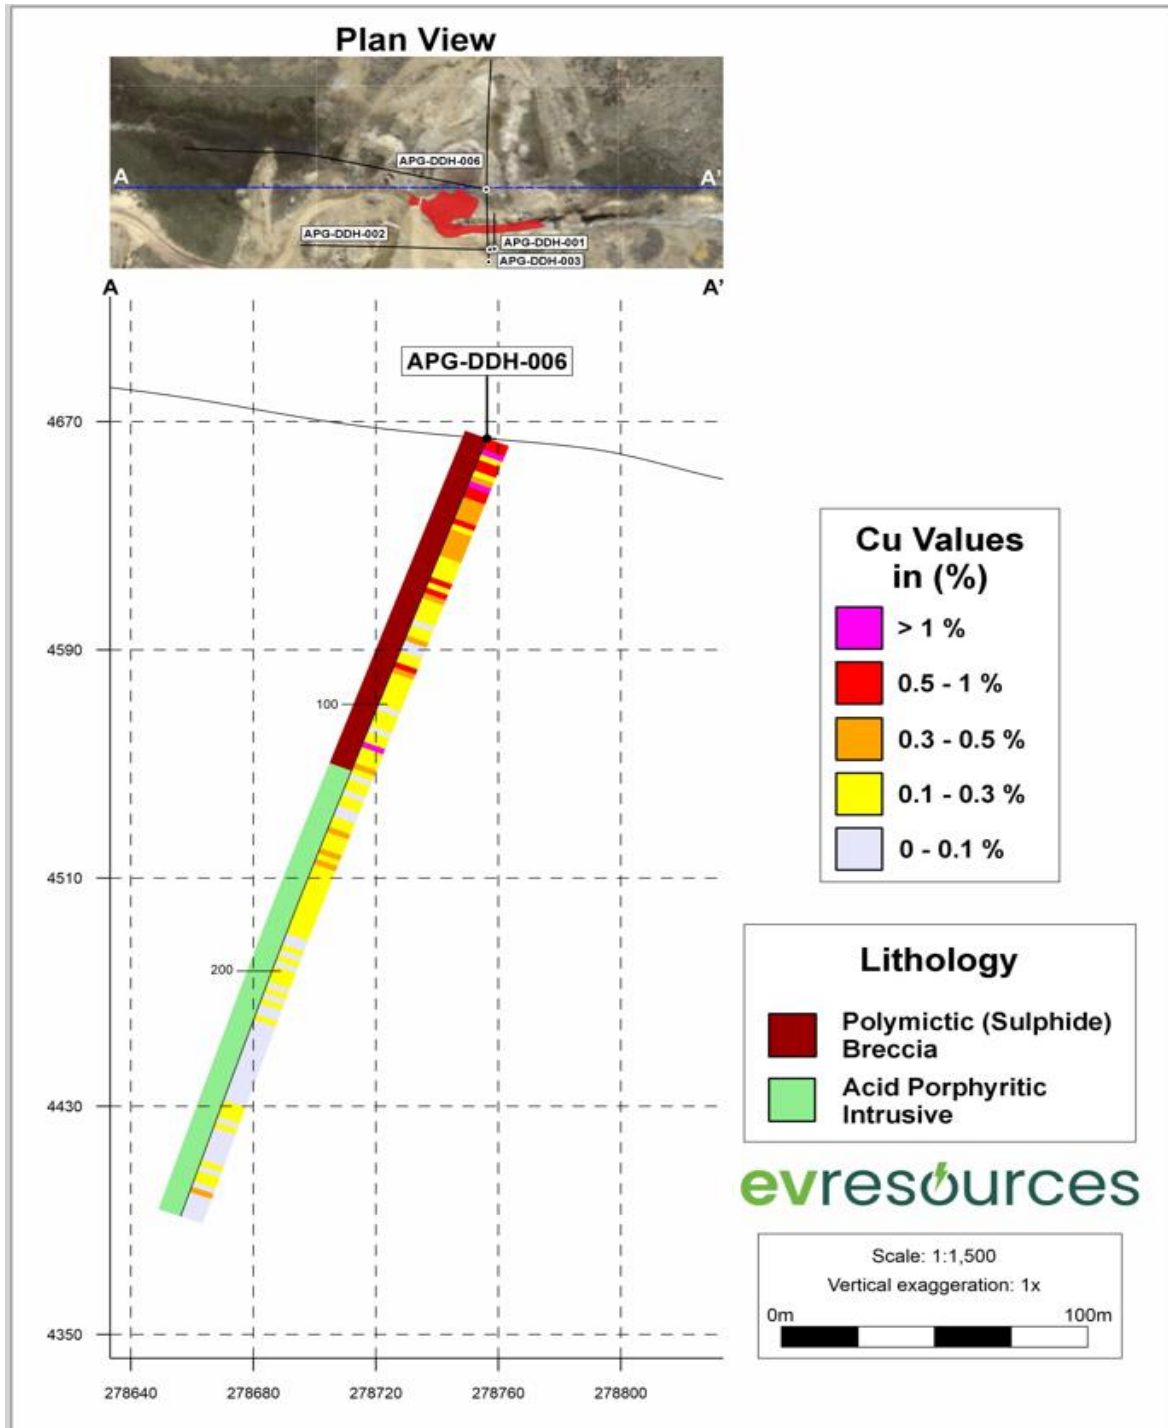 Plan View
APG-DDH-006
A
A'
APG-DDH-002
APG-DDH-001
APG-DDH-003
A
A'
APG-DDH-006
4670
4590
100
4510
200
4430
4350
278640
278680
278720
278760
278800
Cu Values
in (%)
> 1 %
0.5 - 1 %
0.3 - 0.5 %
0.1 - 0.3 %
0 - 0.1 %
Lithology
Polymictic (Sulphide)
Breccia
Acid Porphyritic
Intrusive
evresources
Scale: 1:1,500
Vertical exaggeration: 1x
0m
100m